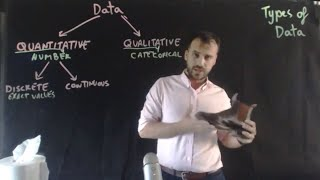 Data
Types of
Data
QUANTITATIVE
QUALITATIVE
NUMBER
CATEGORICAL
DISCRETE
CONTINUOUS
EXACT VALUES